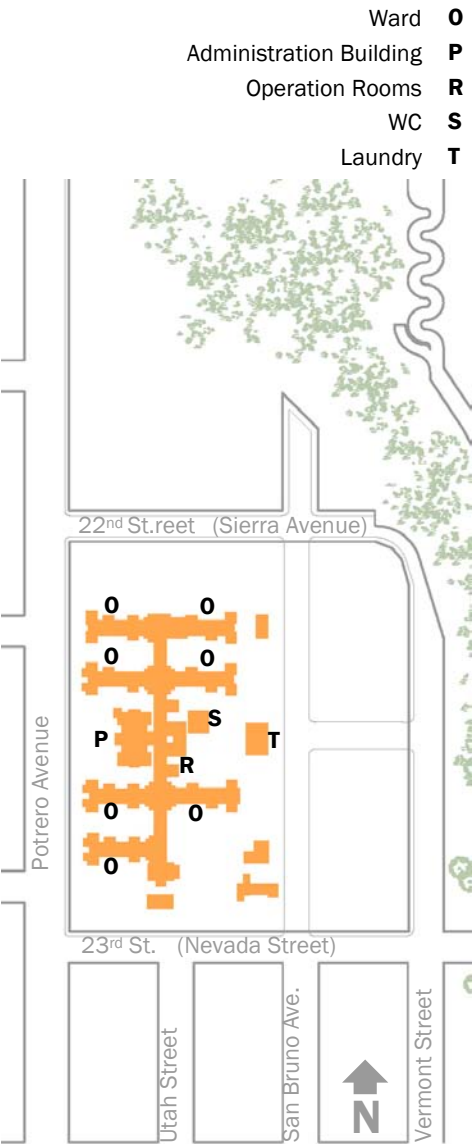 Ward O
Administration Building P
Operation Rooms R
WC S
Laundry T
22nd St.reet (Sierra Avenue)
O O
O O
S
P T
R
O O
O
Potrero Avenue
23rd St. (Nevada Street)
Utah Street
San Bruno Ave.
Vermont Street
N